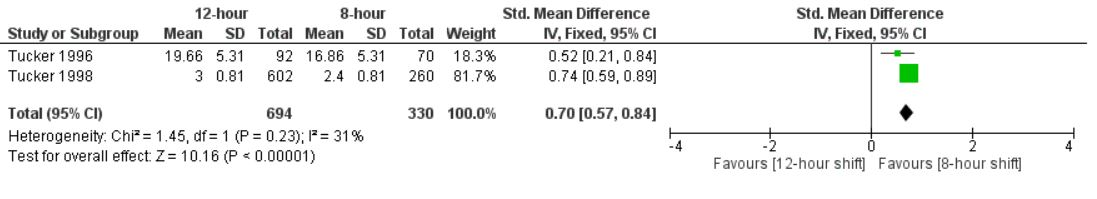 12-hour 8-hour Std. Mean Difference Std. Mean Difference
Study or Subgroup Mean SD Total Mean SD Total Weight IV, Fixed, 95% CI IV, Fixed, 95% CI
Tucker 1996 19.66 5.31 92 16.86 5.31 70 18.3% 0.52 [0.21, 0.84]
Tucker 1998 3 0.81 602 2.4 0.81 260 81.7% 0.74 [0.59, 0.89]
Total (95% CI) 694 330 100.0% 0.70 [0.57, 0.84]
Heterogeneity: Chi² = 1.45, df = 1 (P = 0.23); I² = 31%
Test for overall effect: Z = 10.16 (P < 0.00001)
-4 -2 0 2 4
Favours [12-hour shift] Favours [8-hour shift]